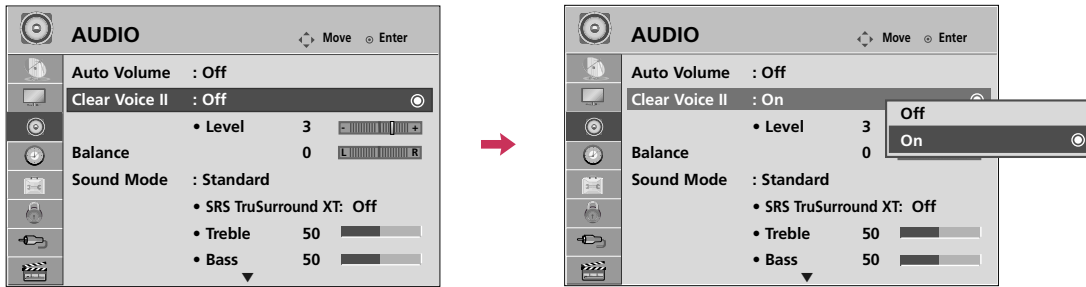 AUDIO Move Enter
Auto Volume : Off
Clear Voice II : Off
• Level 3 - +
Balance 0 L R
Sound Mode : Standard
• SRS TruSurround XT: Off
• Treble 50
• Bass 50
AUDIO Move Enter
Auto Volume : Off
Clear Voice II : On
• Level 3
Balance 0
Sound Mode : Standard
• SRS TruSurround XT: Off
• Treble 50
• Bass 50
Off
On